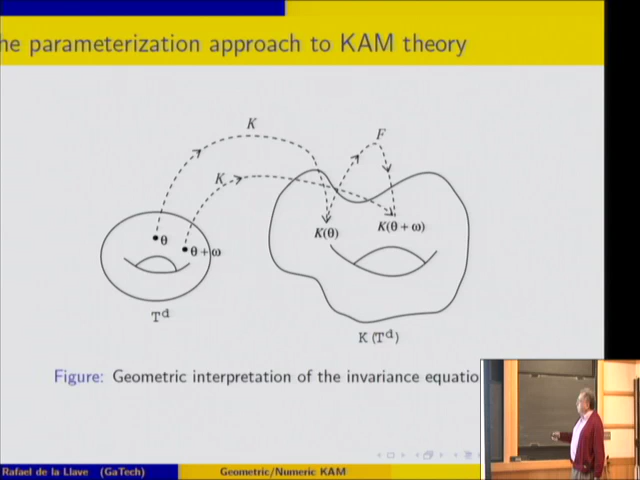 he parameterization approach to KAM theory
K
F
K
K(θ)
K(θ+ω)
θ
θ+ω
T^d
K (T^d)
Figure: Geometric interpretation of the invariance equatio
Rafael de la Llave (GaTech)
Geometric/Numeric KAM